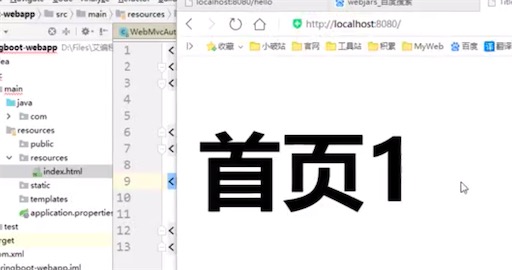 -webapp
src
main
resources
localhost:8080/hello
webjars_百度搜索
WebMvcAut
http://localhost:8080/
收藏
小破站
官网
工具站
积累
MyWeb
百度
翻译
ngboot-webapp
D:\Files\艾编程
ea
main
java
com
resources
public
resources
index.html
static
templates
application.properties
test
rget
om.xml
ringboot-webapp.iml
1
2
3
6
7
8
9
10
11
12
13
首页1